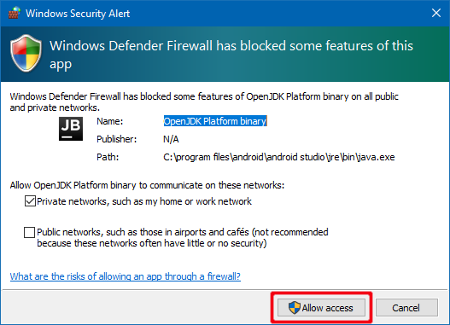 Windows Security Alert
Windows Defender Firewall has blocked some features of this
app
Windows Defender Firewall has blocked some features of OpenJDK Platform binary on all public
and private networks.
JB
Name: OpenJDK Platform binary
Publisher: N/A
Path: C:\program files\android\android studio\jre\bin\java.exe
Allow OpenJDK Platform binary to communicate on these networks:
Private networks, such as my home or work network
Public networks, such as those in airports and cafés (not recommended
because these networks often have little or no security)
What are the risks of allowing an app through a firewall?
Allow access
Cancel